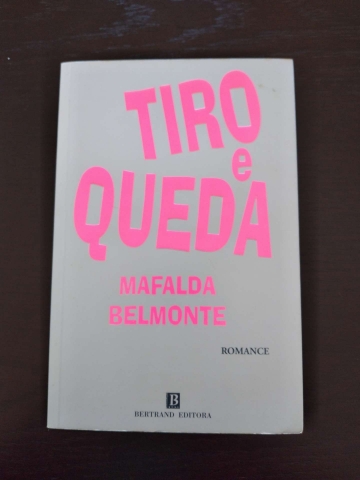 TIRO
e
QUEDA
MAFALDA
BELMONTE
ROMANCE
B
BERTRAND EDITORA